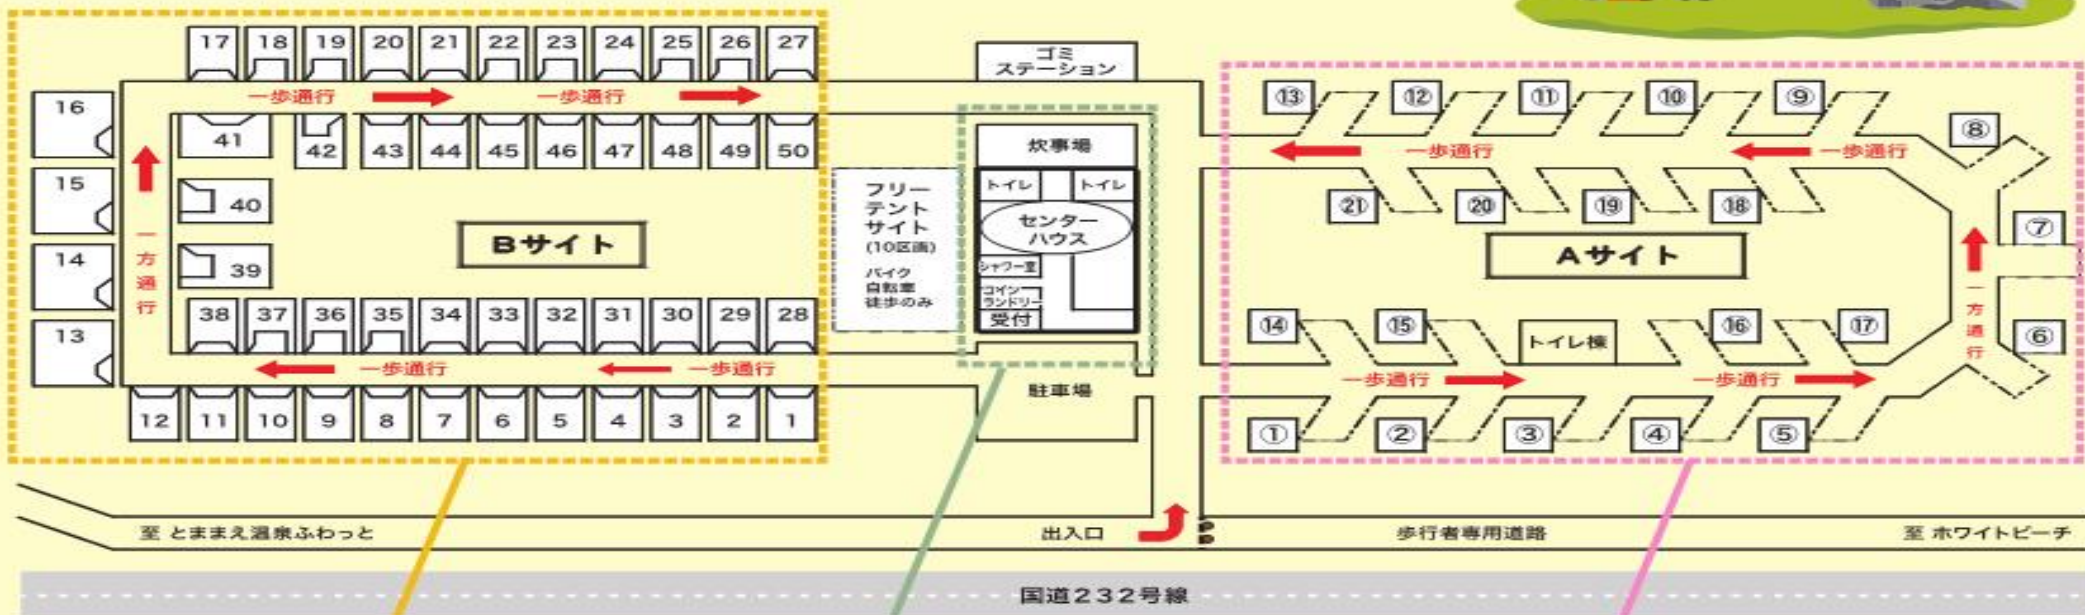 17 18 19 20 21 22 23 24 25 26 27
一歩通行 一歩通行
16
15
14
13
一方通行
41 42 43 44 45 46 47 48 49 50
40
39
Bサイト
38 37 36 35 34 33 32 31 30 29 28
一歩通行 一歩通行
12 11 10 9 8 7 6 5 4 3 2 1
フリー
テント
サイト
(10区画)
バイク
自転車
徒歩のみ
ゴミ
ステーション
炊事場
トイレ トイレ
センター
ハウス
シャワー室
コイン
ランドリー
受付
駐車場
⑬ ⑫ ⑪ ⑩ ⑨
⑧
一歩通行 一歩通行
㉑ ⑳ ⑲ ⑱
⑦
Aサイト
一方通行
⑭ ⑮ トイレ棟 ⑯ ⑰
⑥
一歩通行 一歩通行
① ② ③ ④ ⑤
至 とままえ温泉ふわっと
出入口
歩行者専用道路
至 ホワイトビーチ
国道232号線